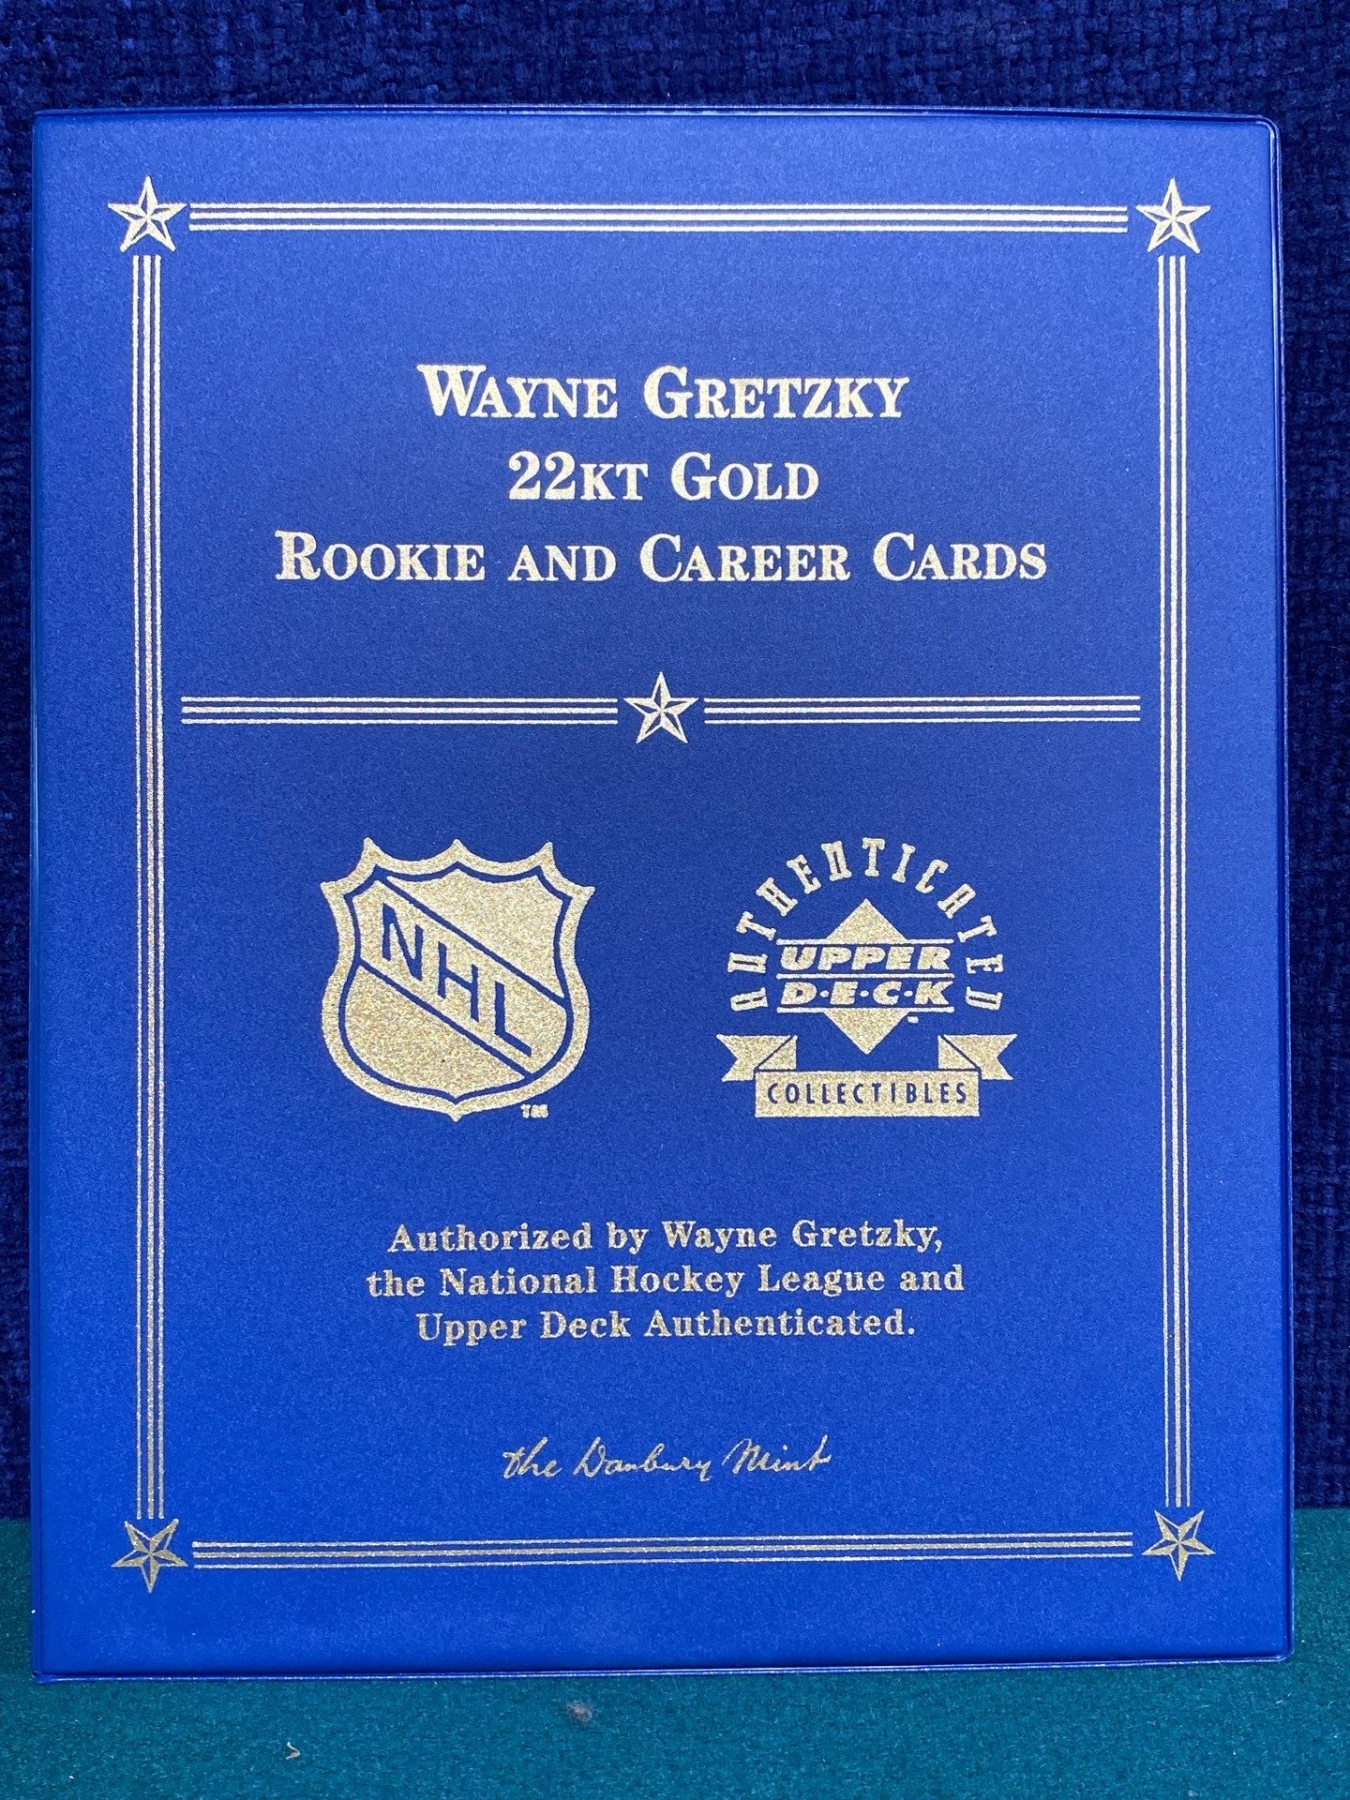 WAYNE GRETZKY
22KT GOLD
ROOKIE AND CAREER CARDS
NHL
TM
AUTHENTICATED
UPPER
D·E·C·K
COLLECTIBLES
Authorized by Wayne Gretzky,
the National Hockey League and
Upper Deck Authenticated.
the Danbury Mint